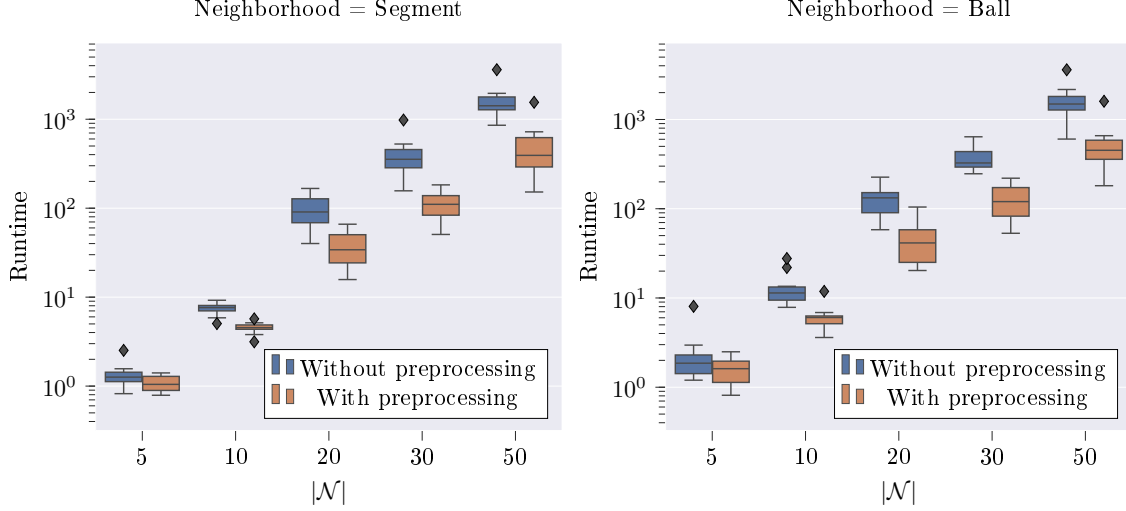 Neighborhood = Segment
Runtime
10³
10²
10¹
10⁰
Without preprocessing
With preprocessing
5 10 20 30 50
|𝒩|
Neighborhood = Ball
Runtime
10³
10²
10¹
10⁰
Without preprocessing
With preprocessing
5 10 20 30 50
|𝒩|